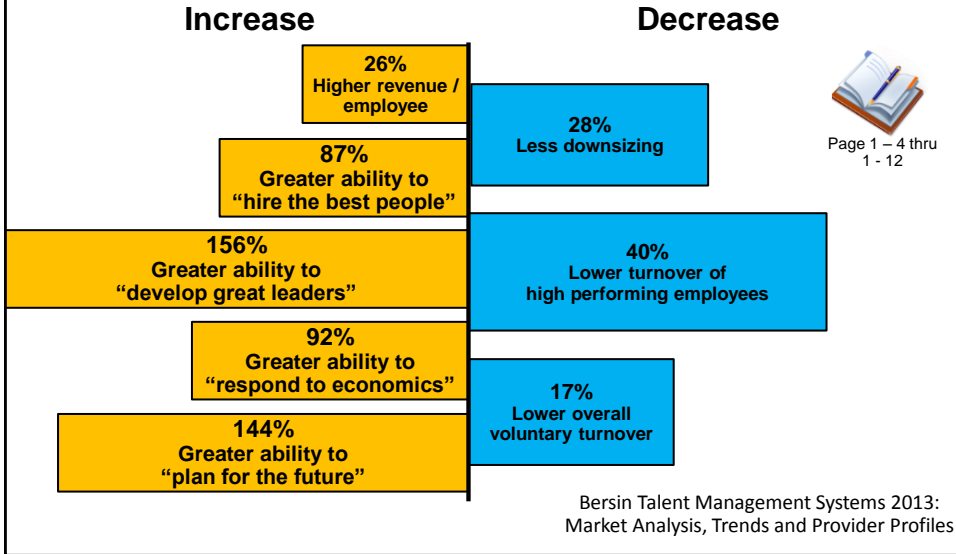 Increase
Decrease
26%
Higher revenue /
employee
28%
Less downsizing
Page 1 – 4 thru
1 - 12
87%
Greater ability to
“hire the best people”
156%
Greater ability to
“develop great leaders”
40%
Lower turnover of
high performing employees
92%
Greater ability to
“respond to economics”
17%
Lower overall
voluntary turnover
144%
Greater ability to
“plan for the future”
Bersin Talent Management Systems 2013:
Market Analysis, Trends and Provider Profiles